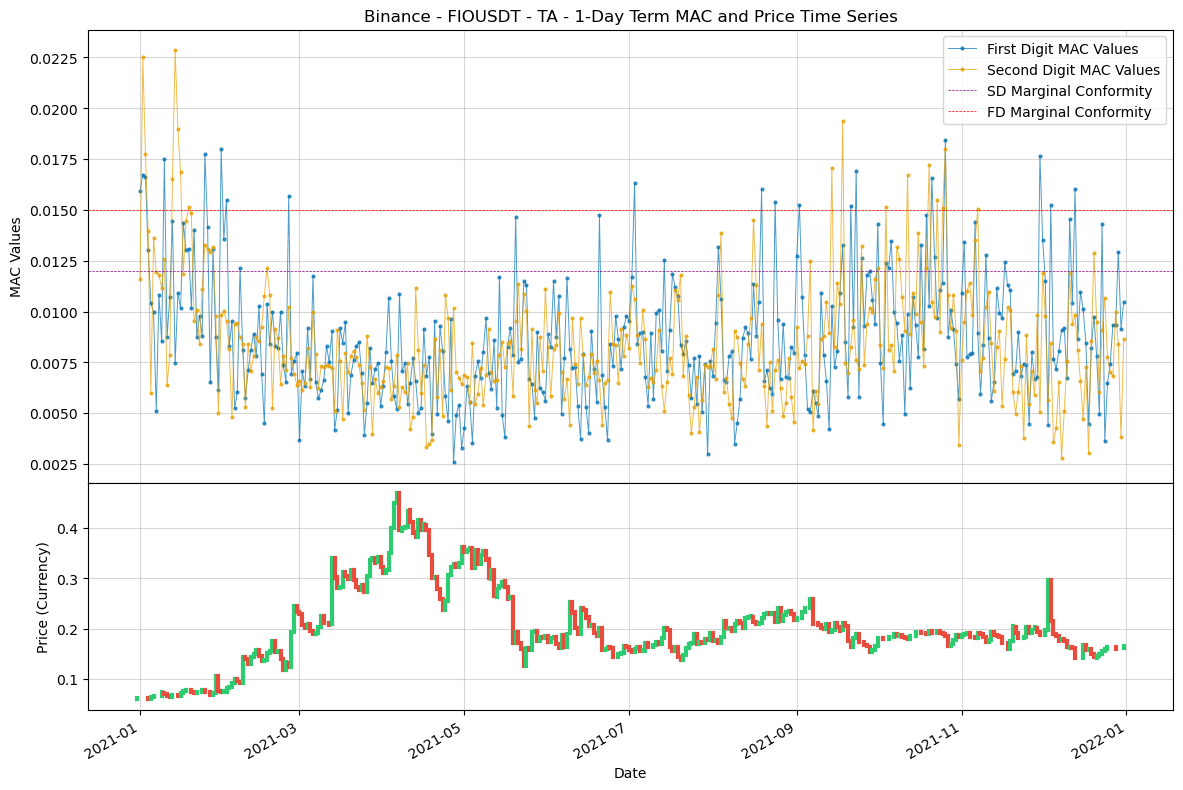 Binance - FIOUSDT - TA - 1-Day Term MAC and Price Time Series
First Digit MAC Values
Second Digit MAC Values
SD Marginal Conformity
FD Marginal Conformity
MAC Values
0.0225
0.0200
0.0175
0.0150
0.0125
0.0100
0.0075
0.0050
0.0025
Price (Currency)
0.4
0.3
0.2
0.1
2021-01
2021-03
2021-05
2021-07
2021-09
2021-11
2022-01
Date